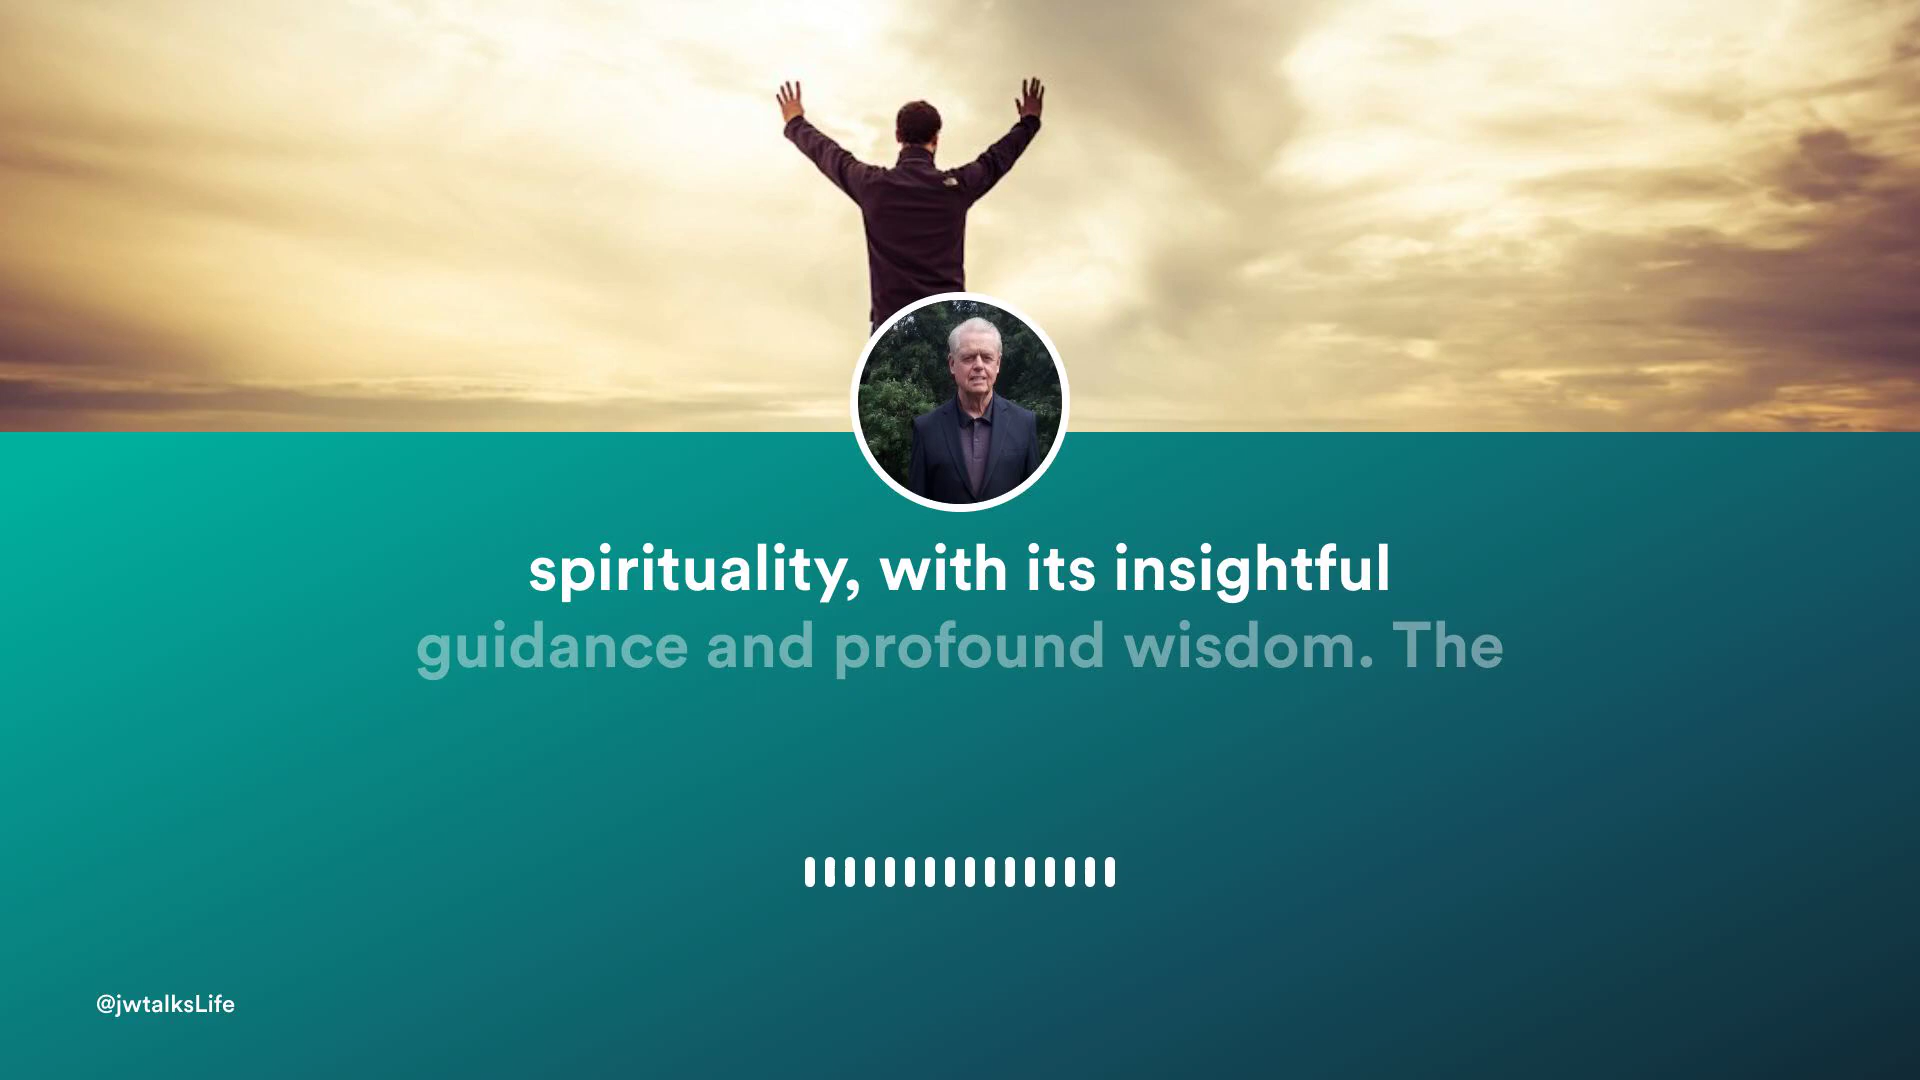 spirituality, with its insightful
guidance and profound wisdom. The
@jwtalksLife